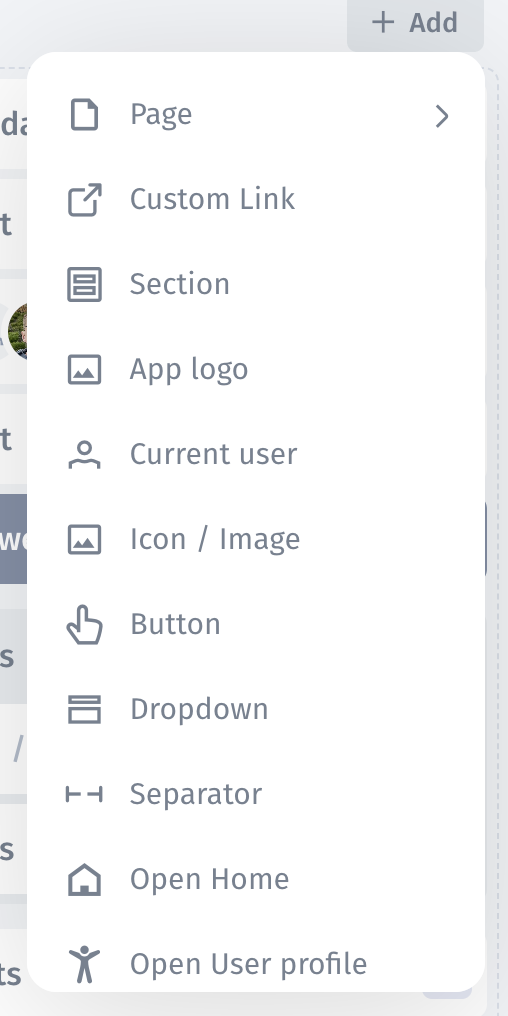 Add
Page
Custom Link
Section
App logo
Current user
Icon / Image
Button
Dropdown
Separator
Open Home
Open User profile